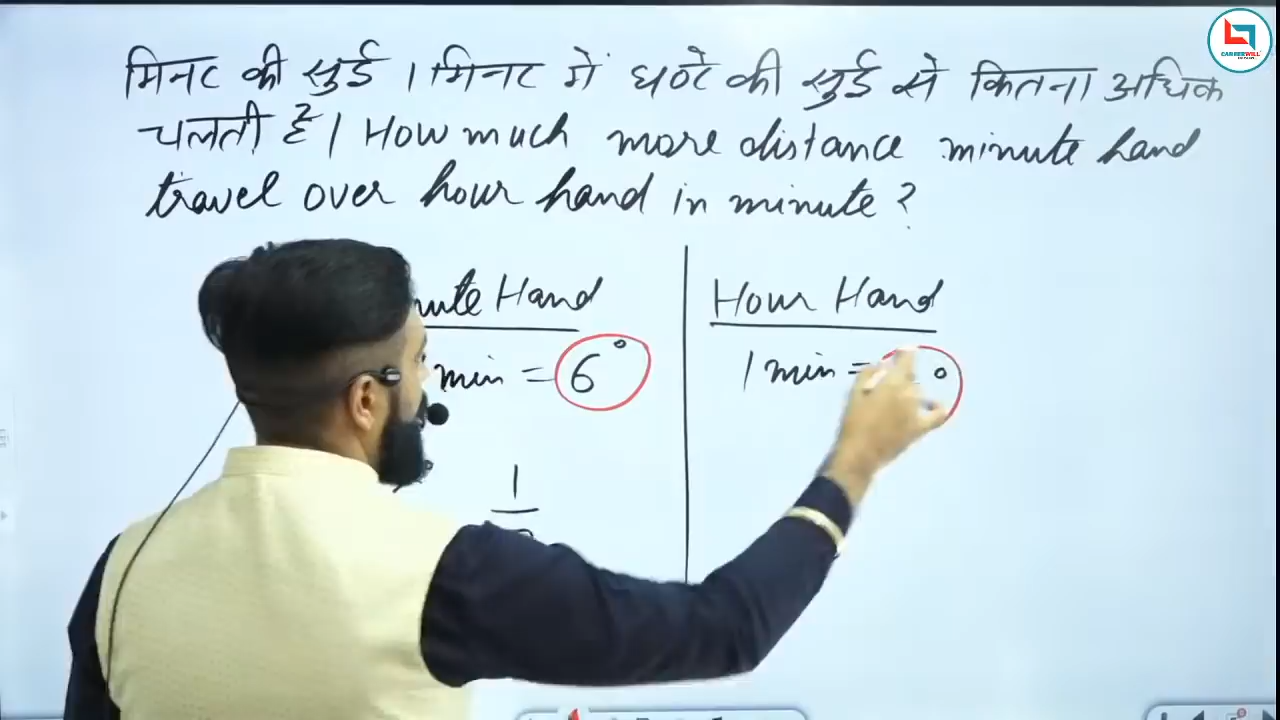 मिनट की सुई 1 मिनट में घण्टे की सुई से कितना अधिक
चलती है | How much more distance minute hand
travel over hour hand in minute ?
Hand
Hour Hand
min = 6°
1 min =
1
CAREERWILL